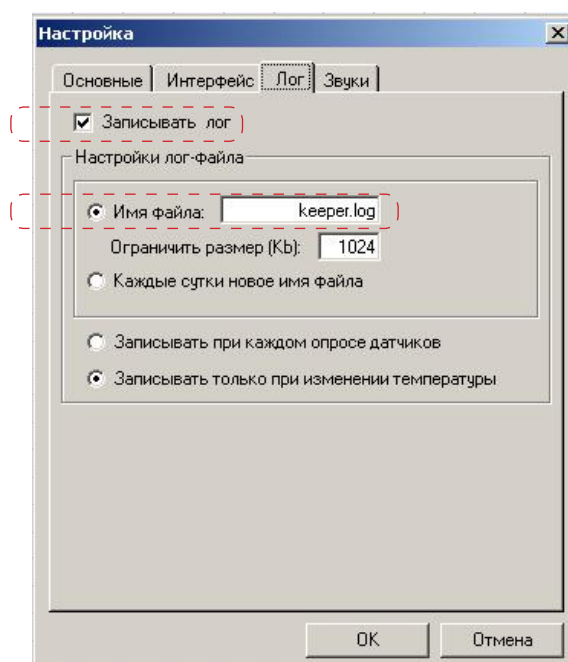 Настройка
Основные Интерфейс Лог Звуки
Записывать лог
Настройки лог-файла
Имя файла: keeper.log
Ограничить размер (Kb): 1024
Каждые сутки новое имя файла
Записывать при каждом опросе датчиков
Записывать только при изменении температуры
OK Отмена